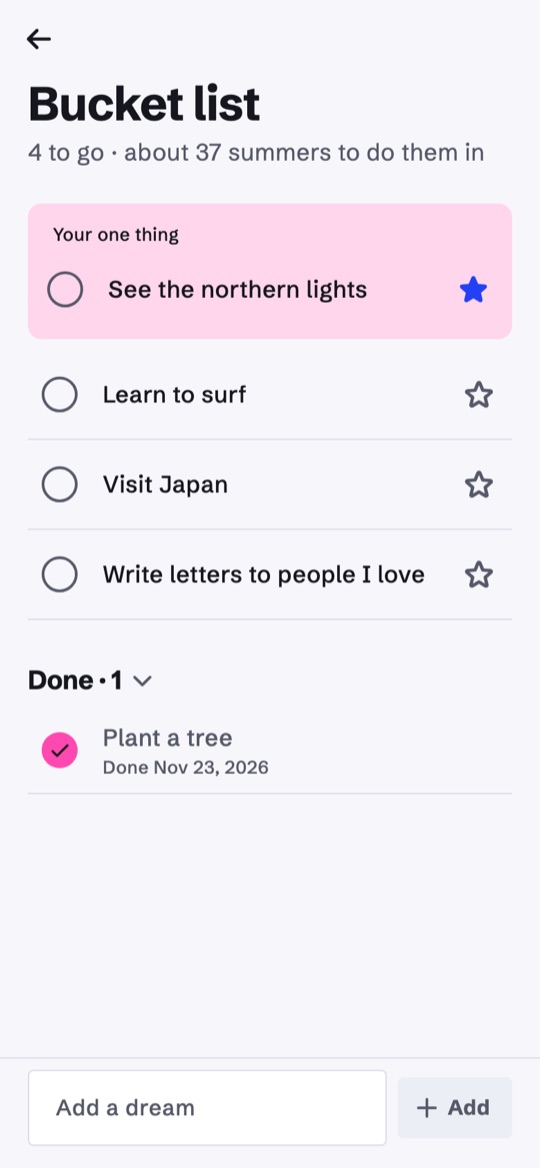 Bucket list
4 to go · about 37 summers to do them in
Your one thing
See the northern lights
Learn to surf
Visit Japan
Write letters to people I love
Done · 1
Plant a tree
Done Nov 23, 2026
Add a dream
+ Add